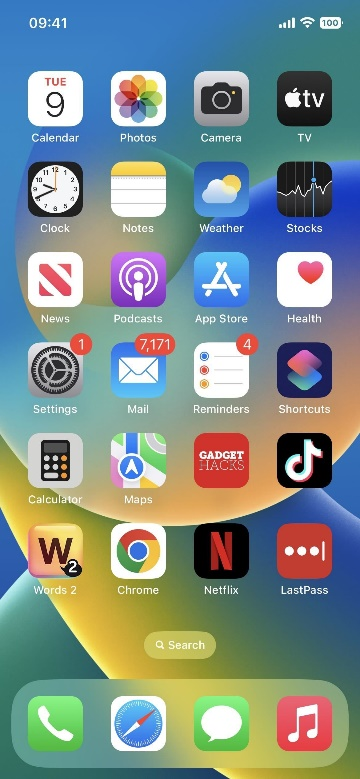 09:41
100
TUE
9
tv
Calendar
Photos
Camera
TV
12
Clock
Notes
Weather
Stocks
News
Podcasts
App Store
Health
1
7,171
4
Settings
Mail
Reminders
Shortcuts
GADGET
HACKS
Calculator
Maps
W
2
N
Words 2
Chrome
Netflix
LastPass
Search